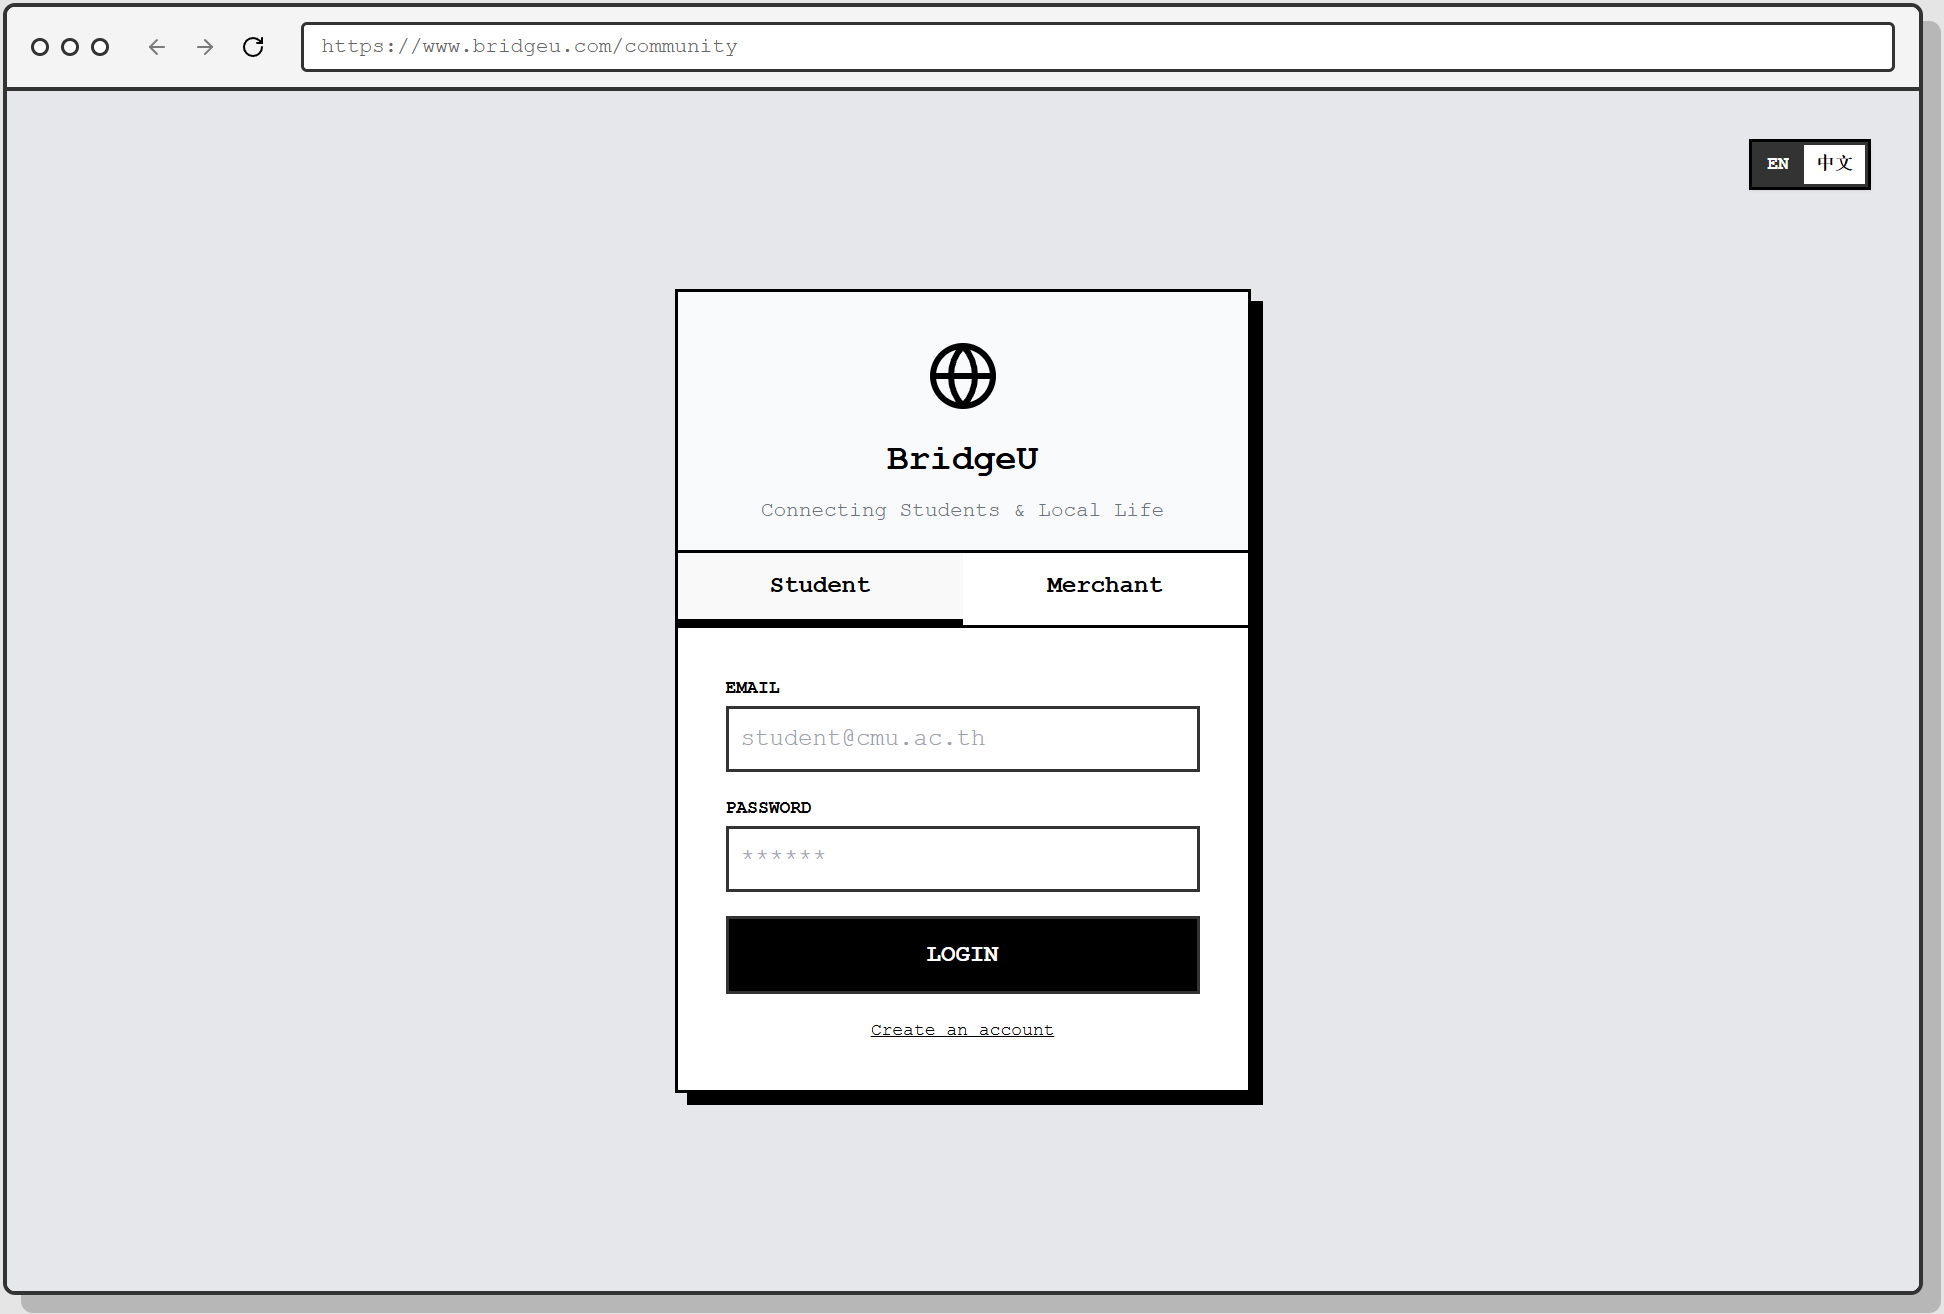 https://www.bridgeu.com/community
EN 中文
BridgeU
Connecting Students & Local Life
Student Merchant
EMAIL
student@cmu.ac.th
PASSWORD
******
LOGIN
Create an account